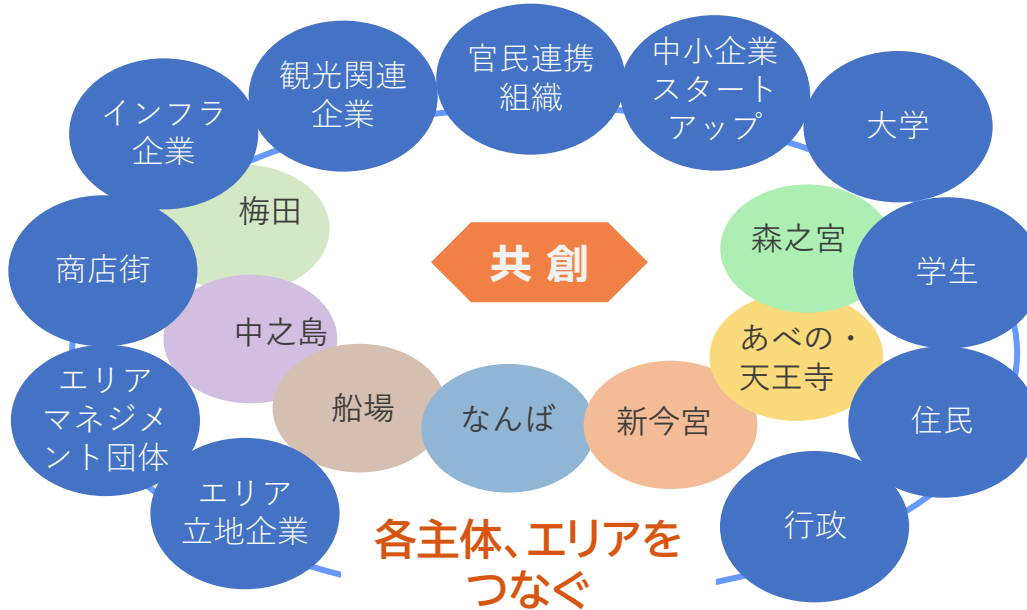 官民連携
組織
中小企業
スタート
アップ
観光関連
企業
インフラ
企業
大学
梅田
森之宮
共創
商店街
学生
中之島
あべの・
天王寺
エリア
マネジメ
ント団体
船場
なんば
新今宮
住民
エリア
立地企業
行政
各主体、エリアを
つなぐ